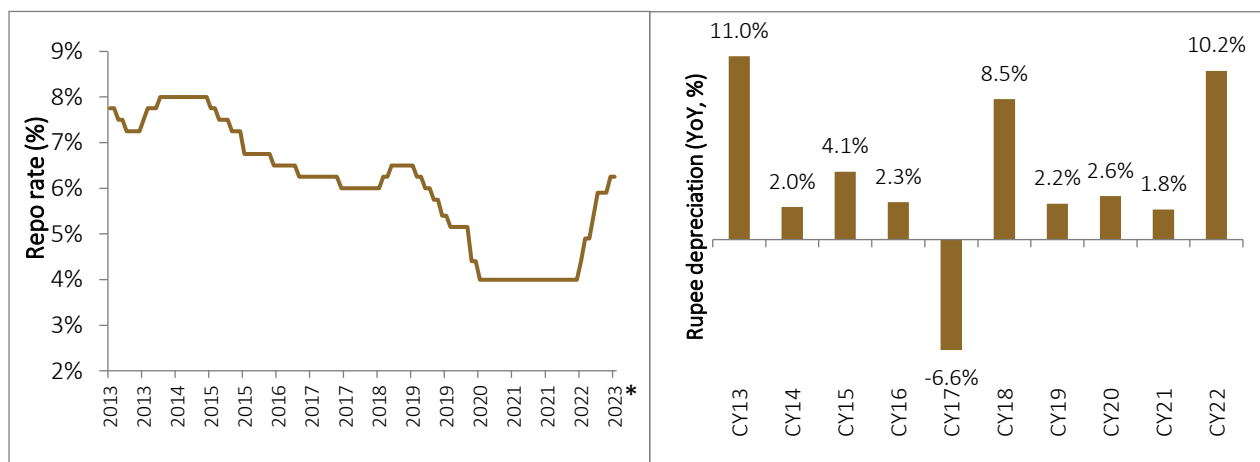 Repo rate (%)
9%
8%
7%
6%
5%
4%
3%
2%
2013
2013
2014
2015
2016
2017
2017
2018
2019
2019
2020
2021
2021
2022
2023
*
Rupee depreciation (YoY, %)
11.0%
2.0%
4.1%
2.3%
-6.6%
8.5%
2.2%
2.6%
1.8%
10.2%
CY13
CY14
CY15
CY16
CY17
CY18
CY19
CY20
CY21
CY22